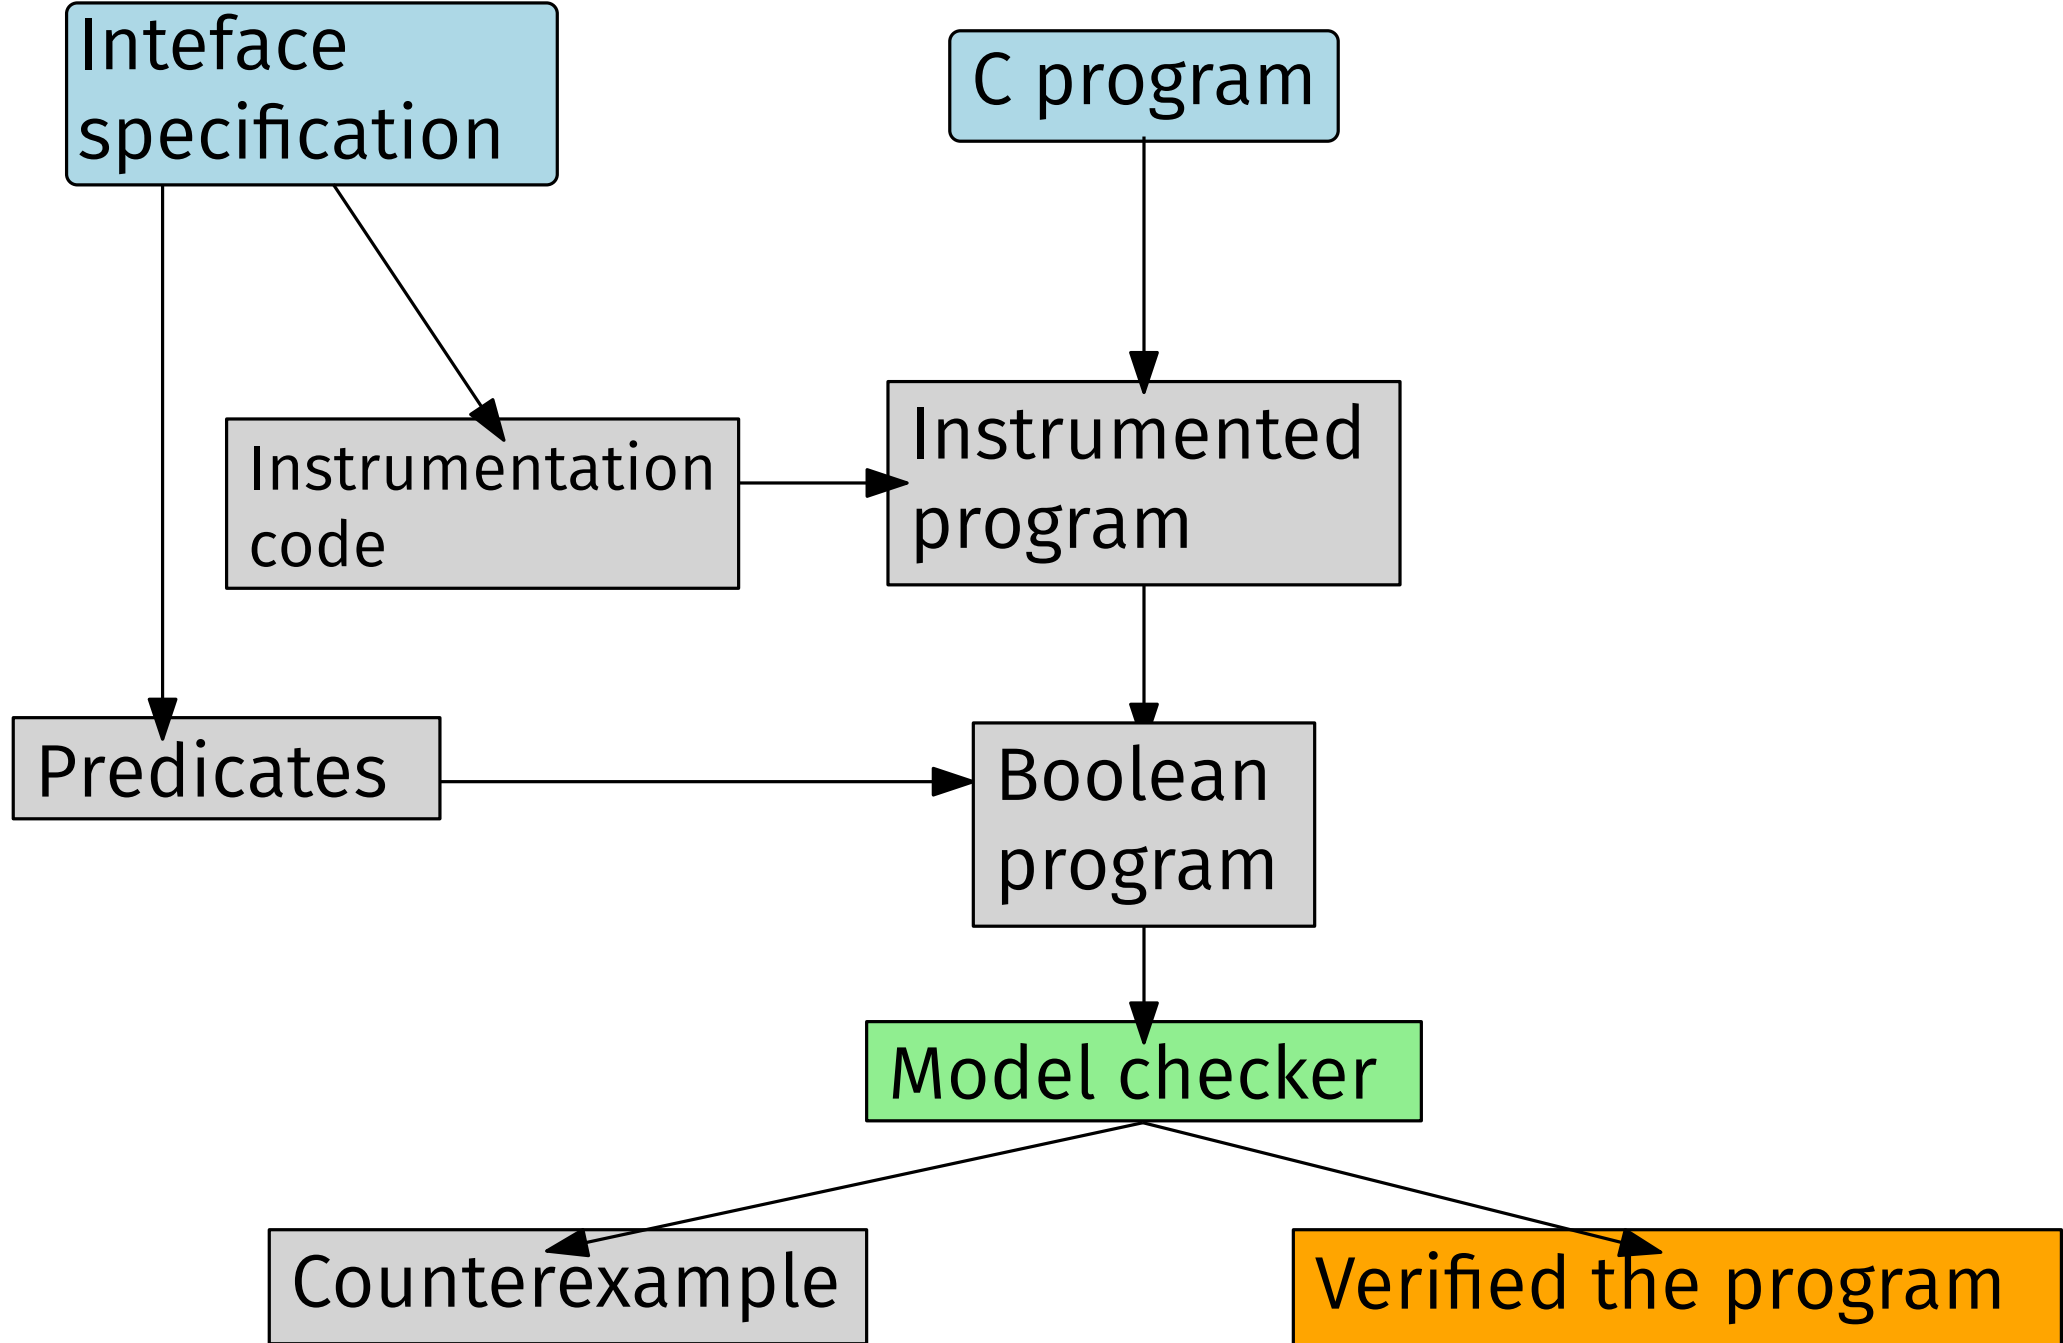 Inteface
specification
C program
Instrumentation
code
Instrumented
program
Predicates
Boolean
program
Model checker
Counterexample
Verified the program